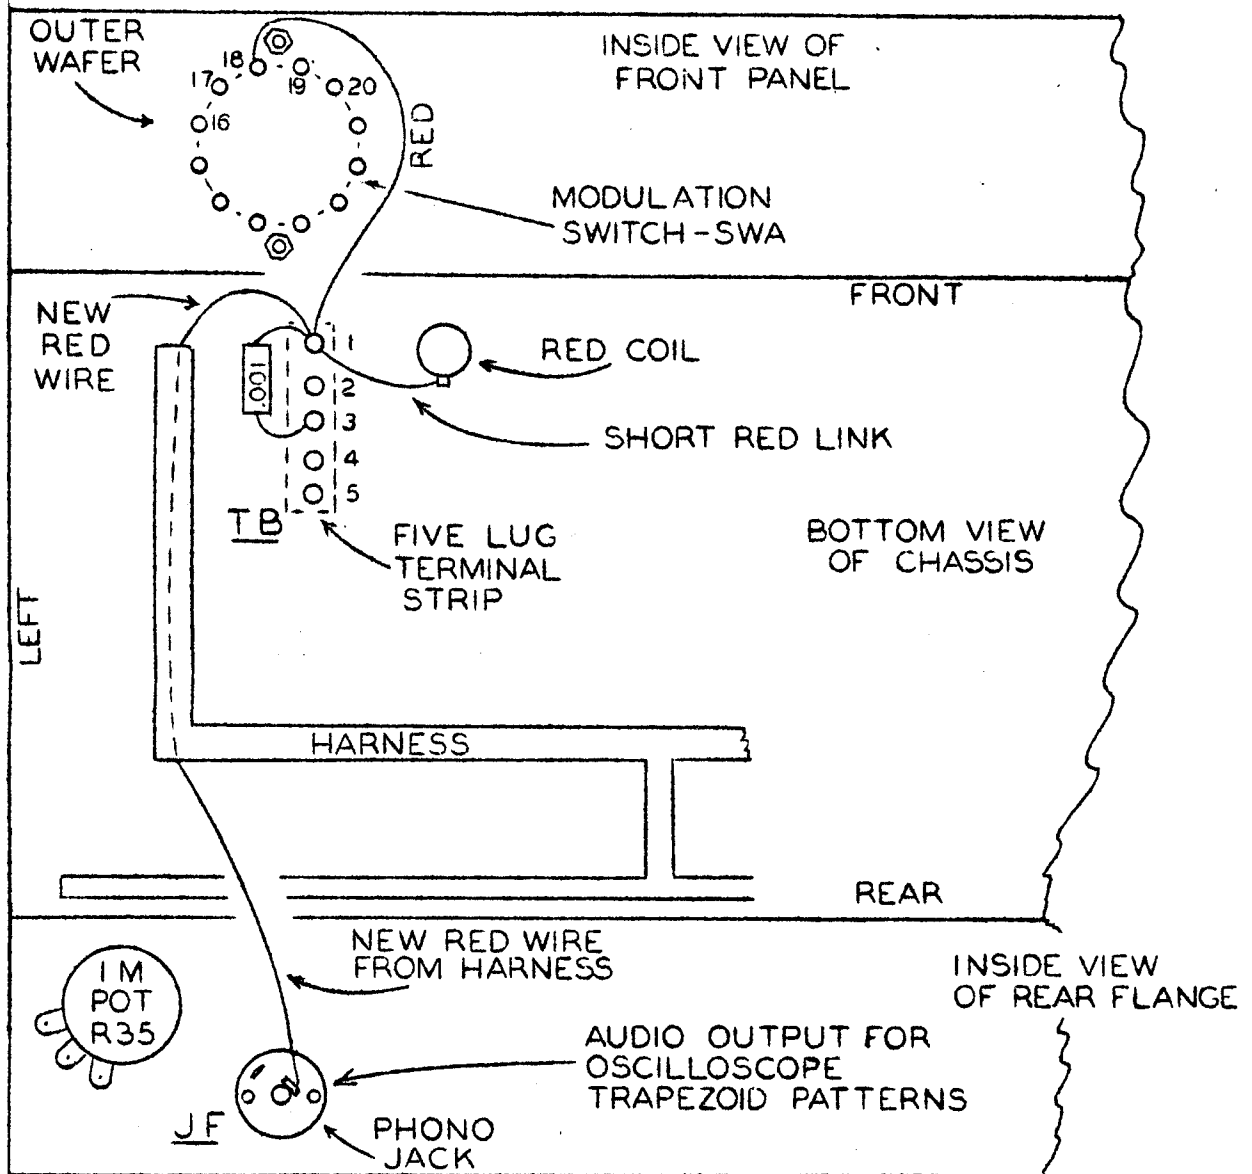 OUTER
WAFER
18
17
19
20
16
RED
INSIDE VIEW OF
FRONT PANEL
MODULATION
SWITCH-SWA
FRONT
NEW
RED
WIRE
.001
1
2
3
4
5
RED COIL
SHORT RED LINK
TB
FIVE LUG
TERMINAL
STRIP
BOTTOM VIEW
OF CHASSIS
LEFT
HARNESS
REAR
NEW RED WIRE
FROM HARNESS
INSIDE VIEW
OF REAR FLANGE
1 M
POT
R35
AUDIO OUTPUT FOR
OSCILLOSCOPE
TRAPEZOID PATTERNS
JF
PHONO
JACK